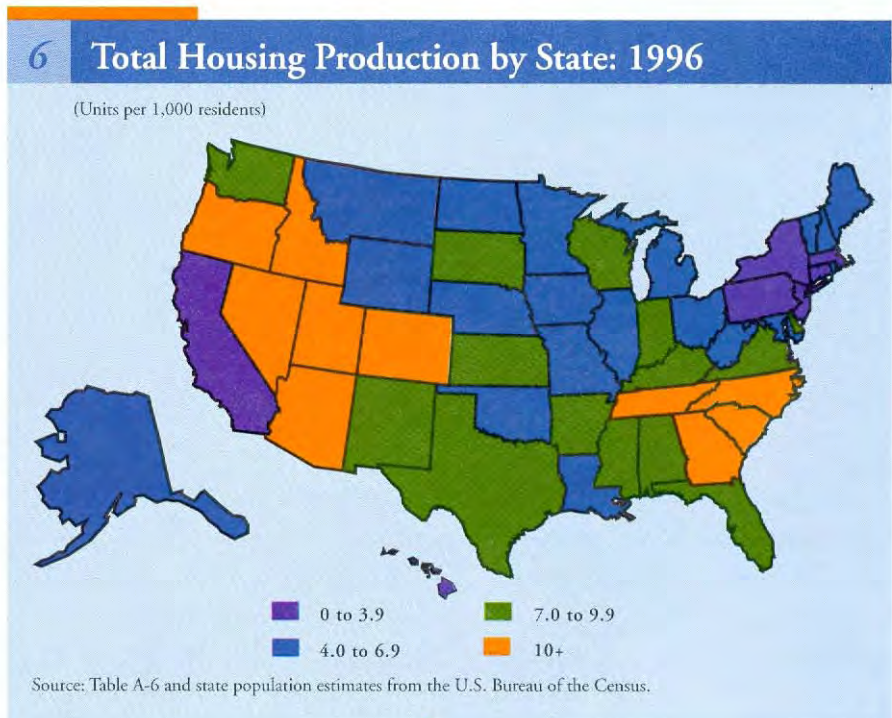 6 Total Housing Production by State: 1996
(Units per 1,000 residents)
0 to 3.9
7.0 to 9.9
4.0 to 6.9
10+
Source: Table A-6 and state population estimates from the U.S. Bureau of the Census.